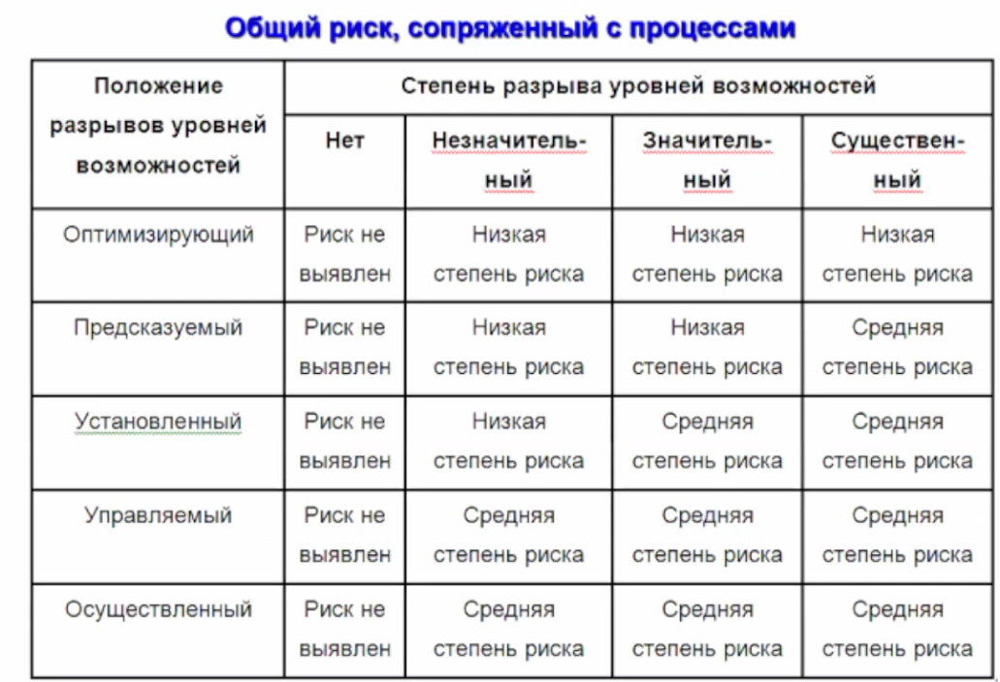 Общий риск, сопряженный с процессами
Положение
разрывов уровней
возможностей
Степень разрыва уровней возможностей
Нет
Незначитель-
ный
Значитель-
ный
Существен-
ный
Оптимизирующий
Риск не
выявлен
Низкая
степень риска
Низкая
степень риска
Низкая
степень риска
Предсказуемый
Риск не
выявлен
Низкая
степень риска
Низкая
степень риска
Средняя
степень риска
Установленный
Риск не
выявлен
Низкая
степень риска
Средняя
степень риска
Средняя
степень риска
Управляемый
Риск не
выявлен
Средняя
степень риска
Средняя
степень риска
Средняя
степень риска
Осуществленный
Риск не
выявлен
Средняя
степень риска
Средняя
степень риска
Средняя
степень риска